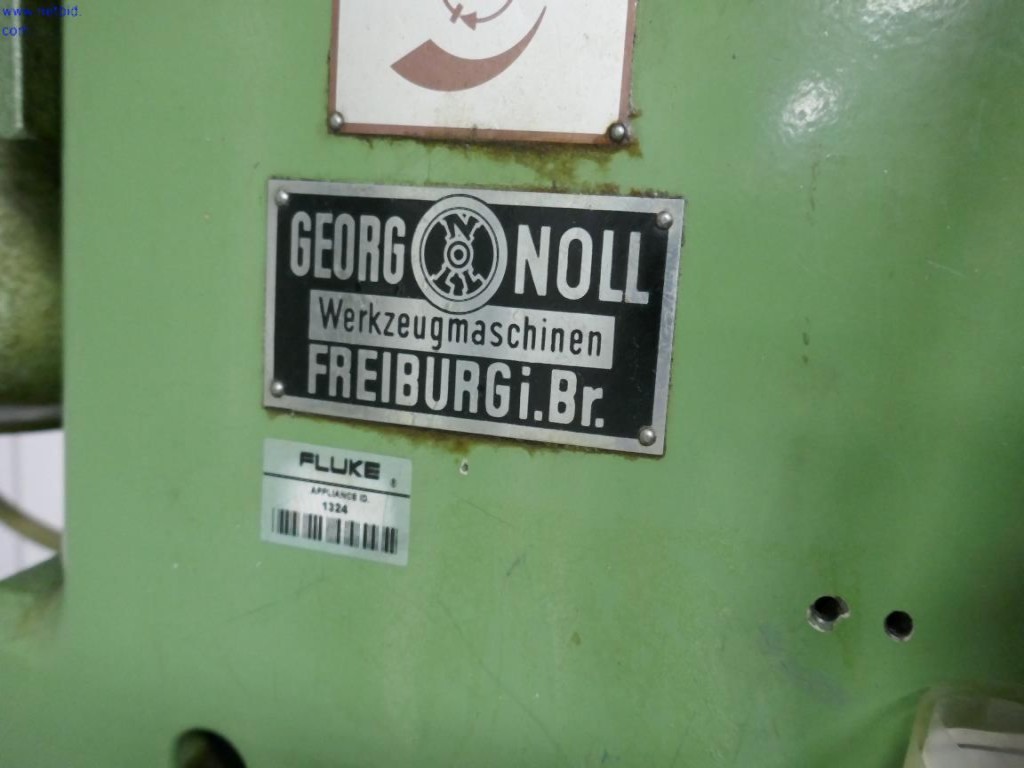 www.netbid.
com
GEORG NOLL
Werkzeugmaschinen
FREIBURG i. Br.
FLUKE ®
APPLIANCE ID.
1324